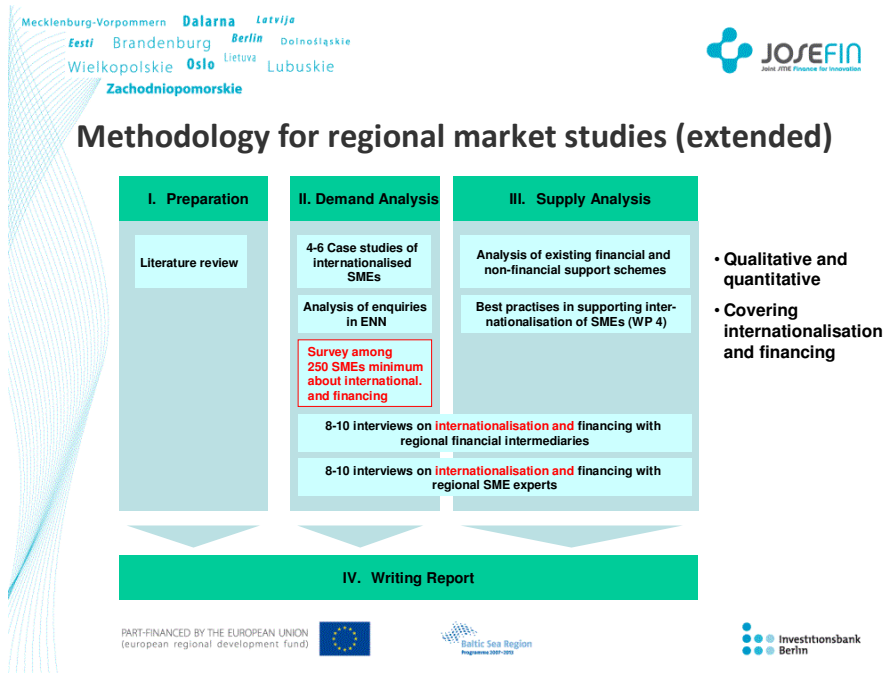 Mecklenburg-Vorpommern Dalarna Latvija
Eesti Brandenburg Berlin Dolnośląskie
Wielkopolskie Oslo Lietuva Lubuskie
Zachodniopomorskie
JOSEFIN
Joint SME Finance for Innovation
Methodology for regional market studies (extended)
I. Preparation
II. Demand Analysis
III. Supply Analysis
Literature review
4-6 Case studies of
internationalised
SMEs
Analysis of enquiries
in ENN
Survey among
250 SMEs minimum
about international.
and financing
Analysis of existing financial and
non-financial support schemes
Best practises in supporting inter-
nationalisation of SMEs (WP 4)
8-10 interviews on internationalisation and financing with
regional financial intermediaries
8-10 interviews on internationalisation and financing with
regional SME experts
• Qualitative and
quantitative
• Covering
internationalisation
and financing
IV. Writing Report
PART-FINANCED BY THE EUROPEAN UNION
(european regional development fund)
Baltic Sea Region
Programme 2007-2013
Investitionsbank
Berlin